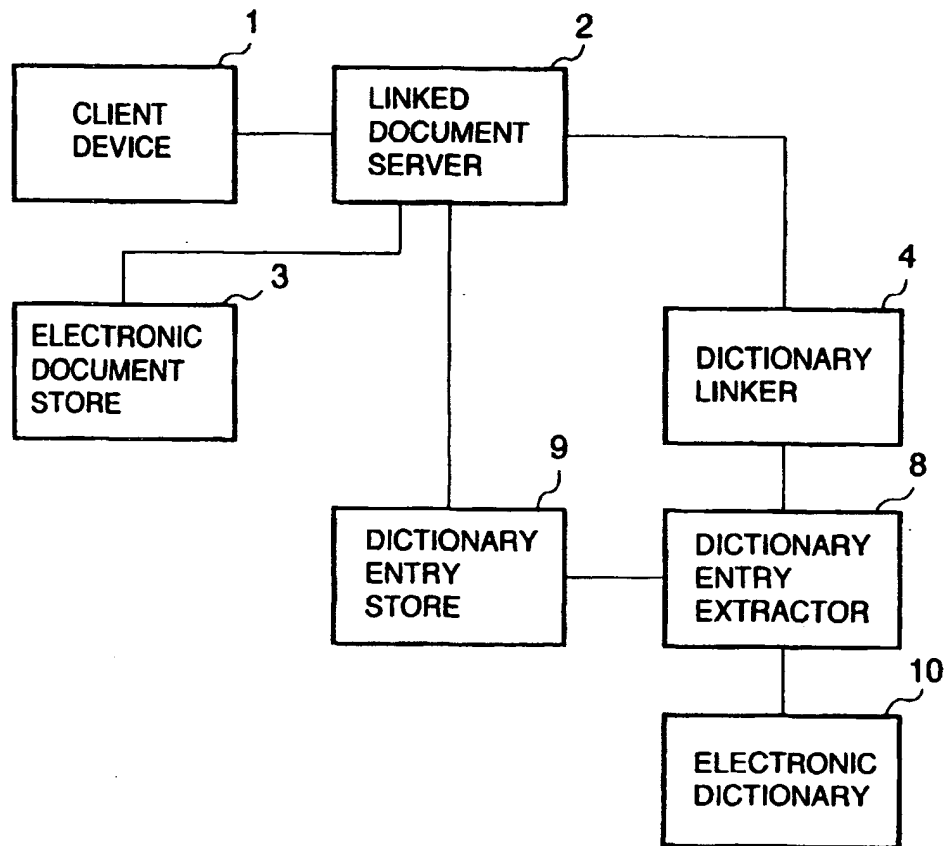 1
CLIENT
DEVICE
2
LINKED
DOCUMENT
SERVER
3
ELECTRONIC
DOCUMENT
STORE
4
DICTIONARY
LINKER
9
DICTIONARY
ENTRY
STORE
8
DICTIONARY
ENTRY
EXTRACTOR
10
ELECTRONIC
DICTIONARY